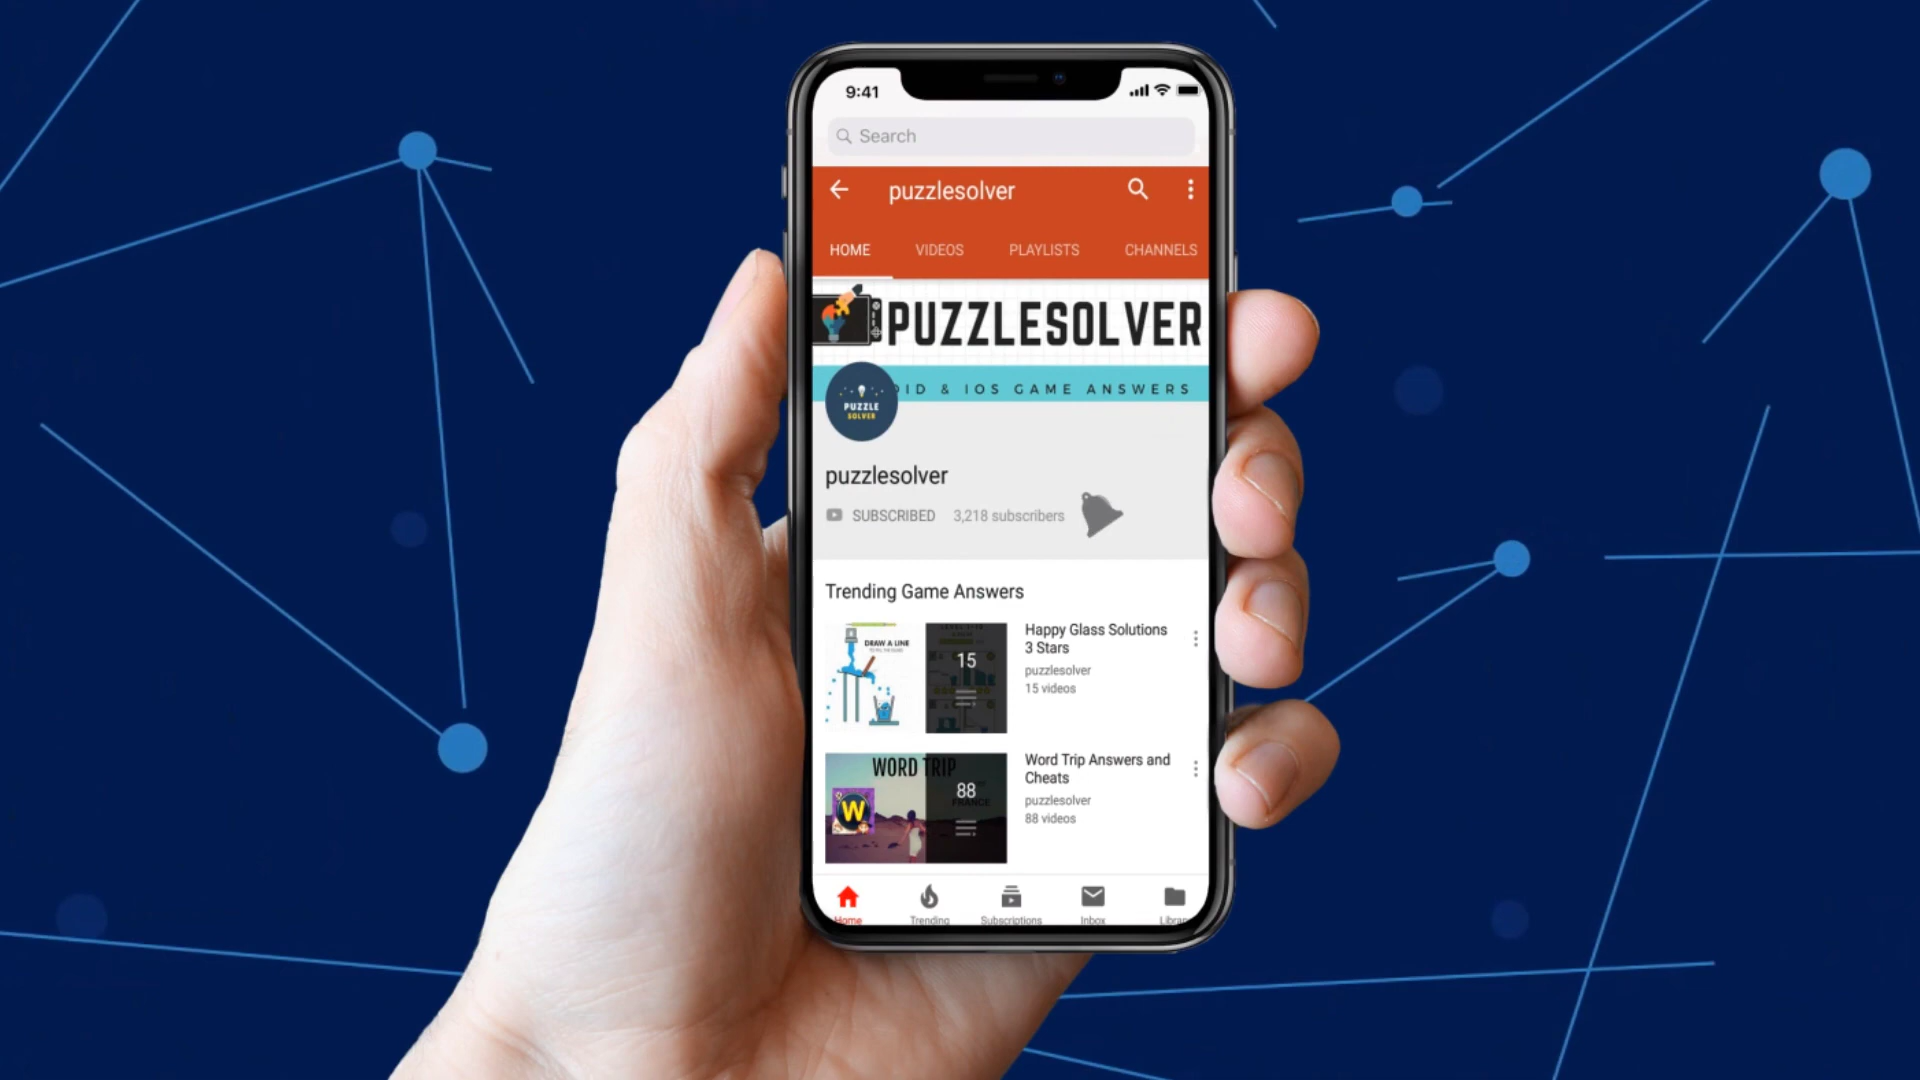 9:41
Search
puzzlesolver
HOME VIDEOS PLAYLISTS CHANNELS
PUZZLESOLVER
& IOS GAME ANSWERS
PUZZLE
SOLVER
puzzlesolver
SUBSCRIBED 3,218 subscribers
Trending Game Answers
DRAW A LINE
15
Happy Glass Solutions
3 Stars
puzzlesolver
15 videos
WORD TRIP
W
88
FRANCE
Word Trip Answers and
Cheats
puzzlesolver
88 videos
Home Trending Subscriptions Inbox